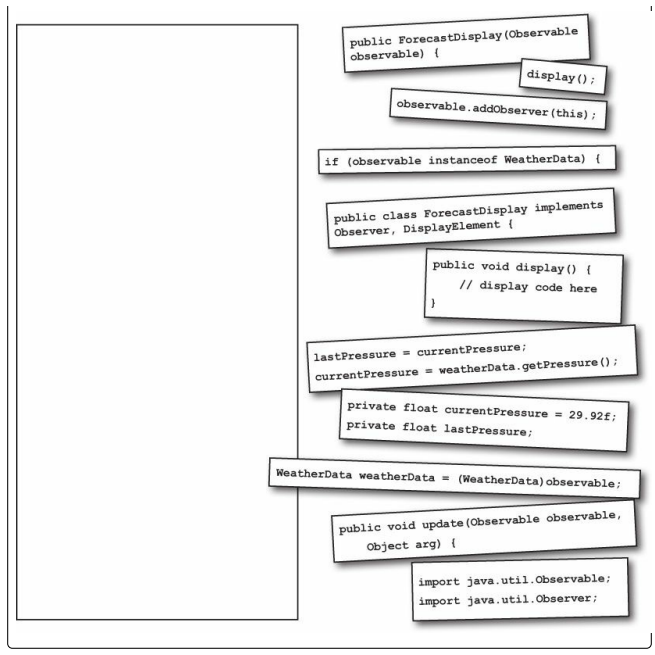 public ForecastDisplay(Observable
observable) {
display();
observable.addObserver(this);
if (observable instanceof WeatherData) {
public class ForecastDisplay implements
Observer, DisplayElement {
public void display() {
// display code here
}
lastPressure = currentPressure;
currentPressure = weatherData.getPressure();
private float currentPressure = 29.92f;
private float lastPressure;
WeatherData weatherData = (WeatherData)observable;
public void update(Observable observable,
Object arg) {
import java.util.Observable;
import java.util.Observer;